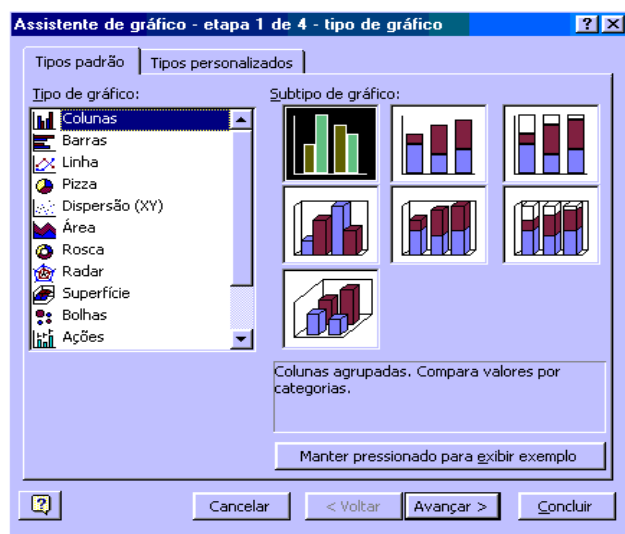 Assistente de gráfico - etapa 1 de 4 - tipo de gráfico
Tipos padrão
Tipos personalizados
Tipo de gráfico:
Subtipo de gráfico:
Colunas
Barras
Linha
Pizza
Dispersão (XY)
Área
Rosca
Radar
Superfície
Bolhas
Ações
Colunas agrupadas. Compara valores por
categorias.
Manter pressionado para exibir exemplo
Cancelar
< Voltar
Avançar >
Concluir